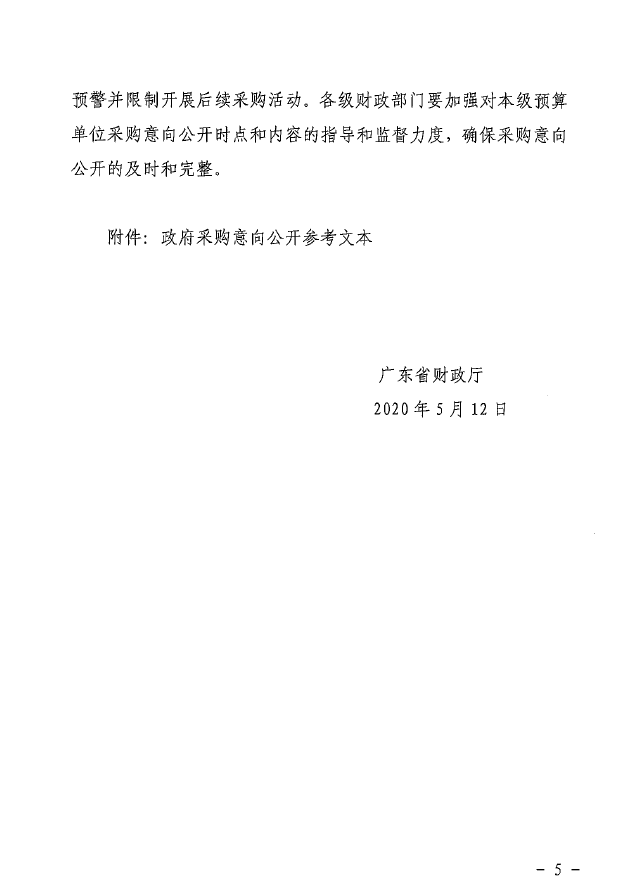 预警并限制开展后续采购活动。各级财政部门要加强对本级预算
单位采购意向公开时点和内容的指导和监督力度，确保采购意向
公开的及时和完整。
附件：政府采购意向公开参考文本
广东省财政厅
2020年5月12日
- 5 -